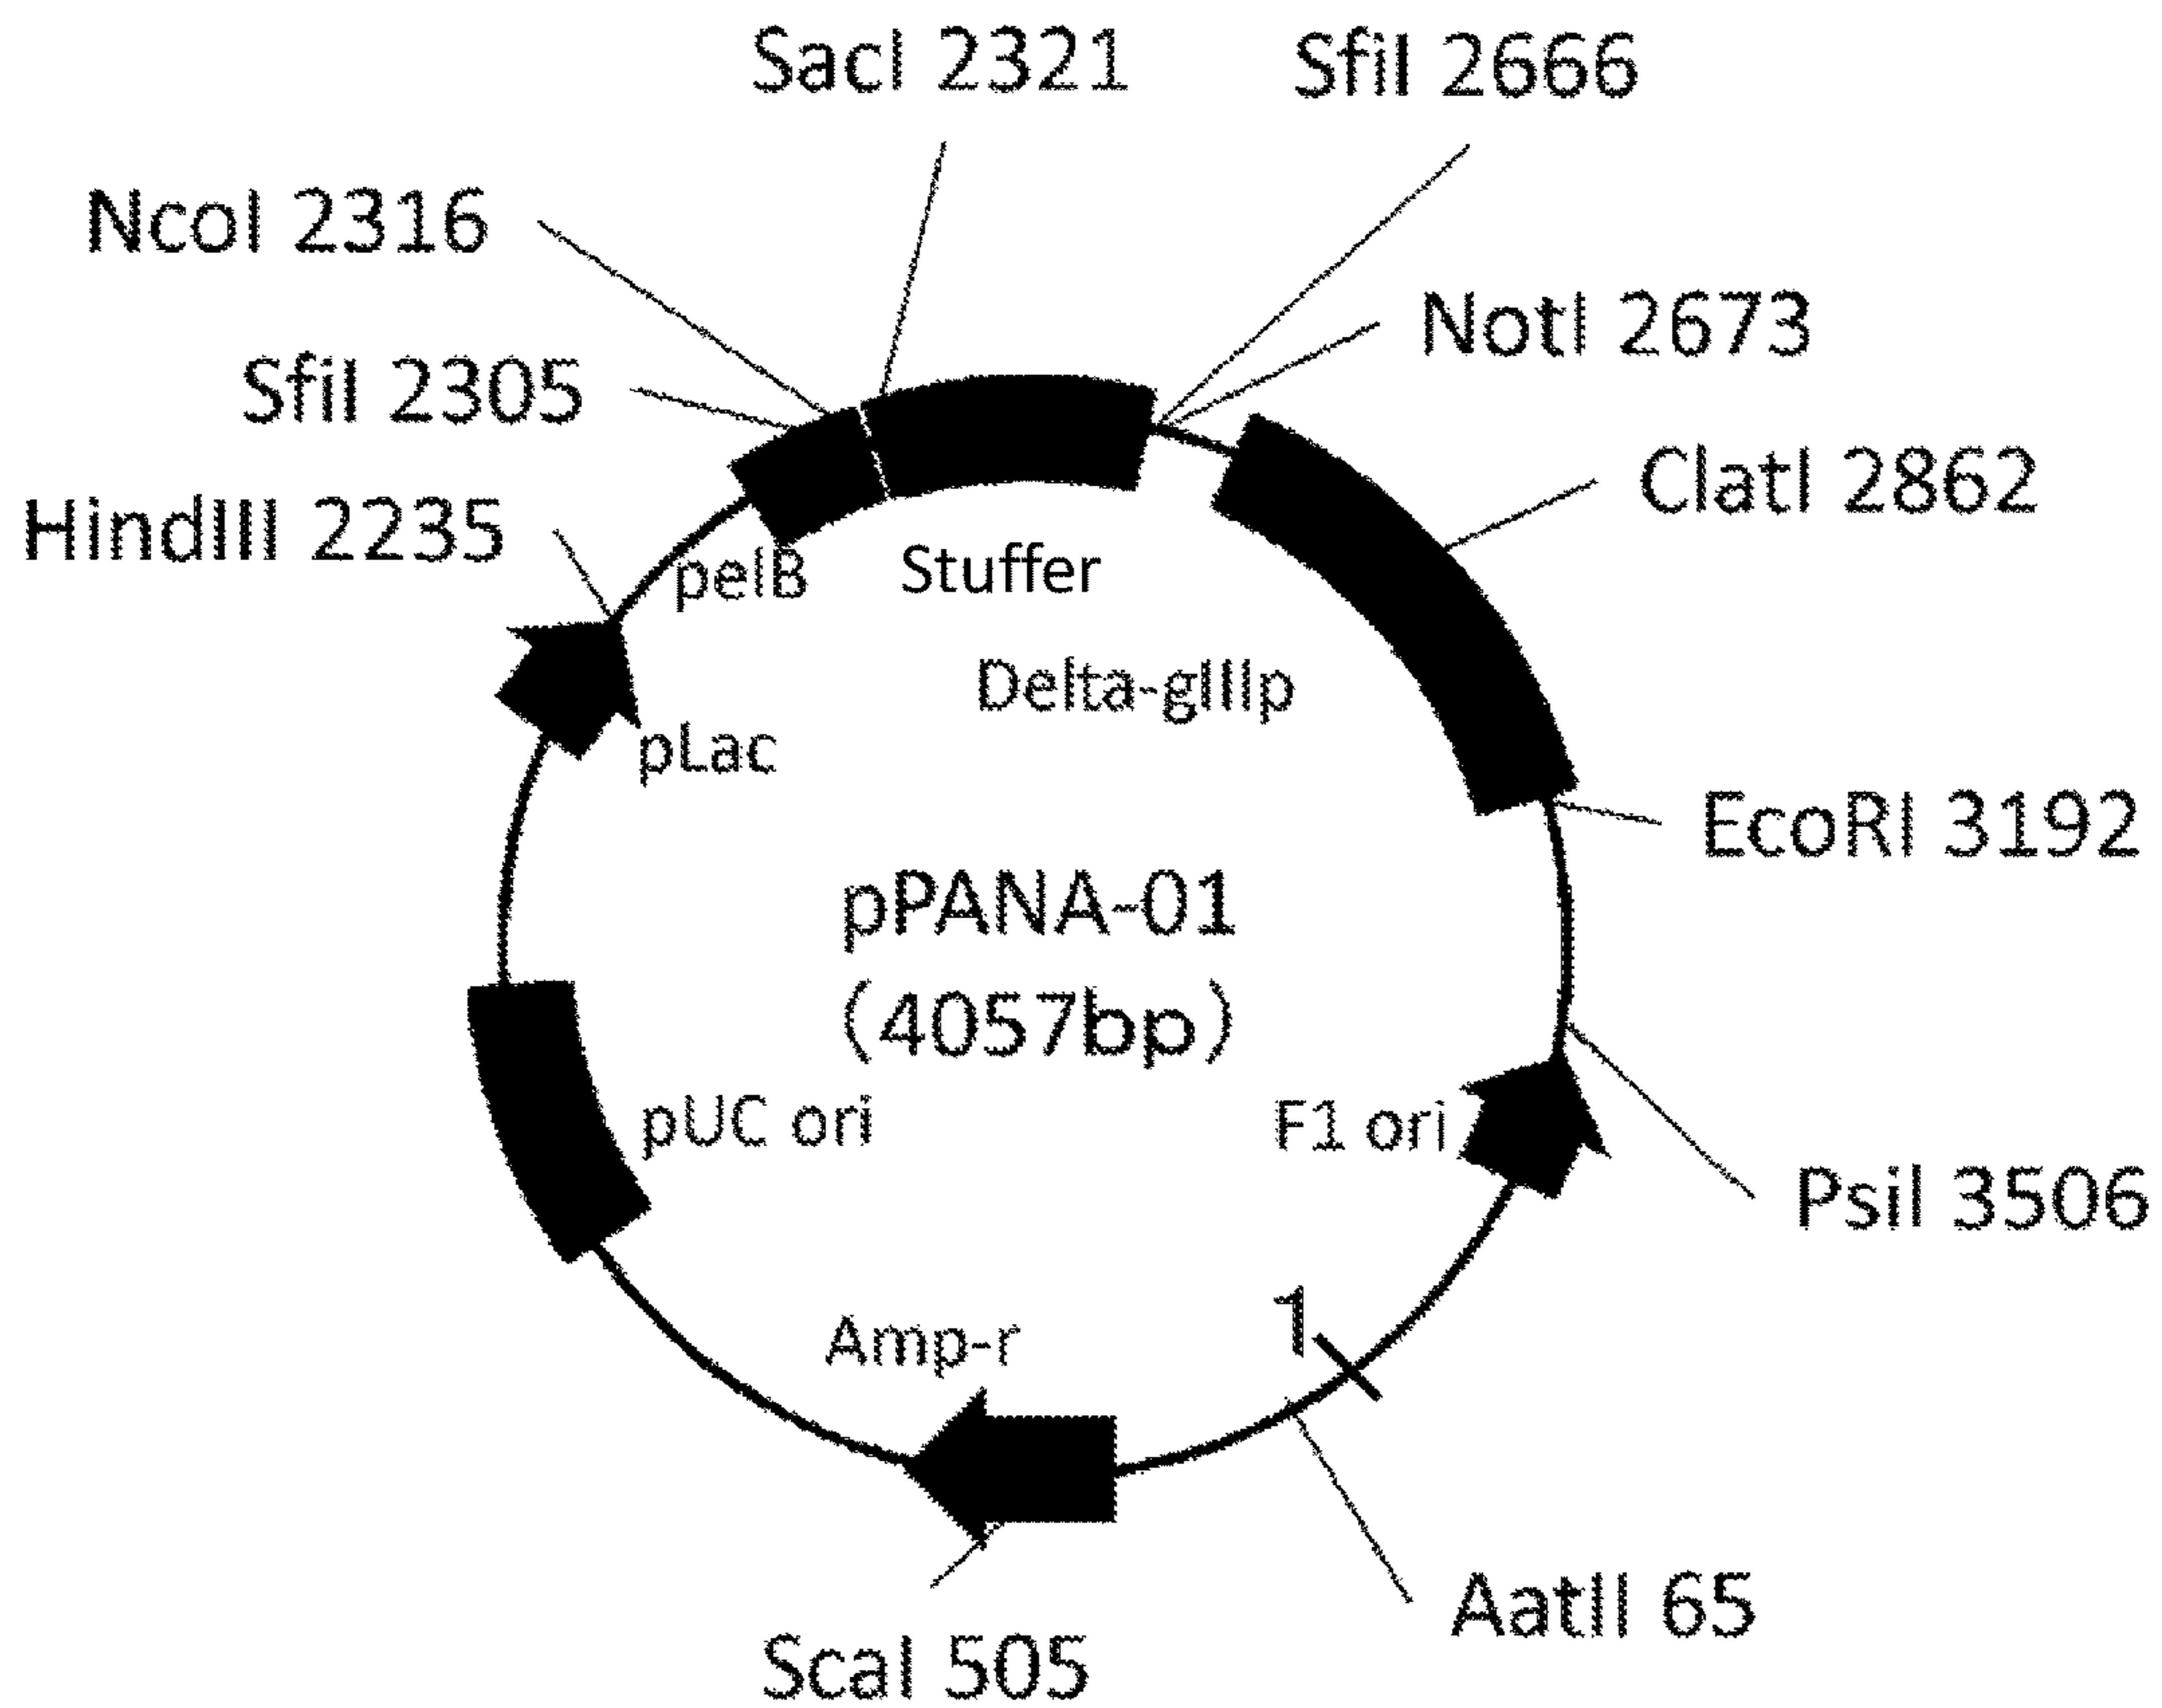 SacI 2321
SfiI 2666
NcoI 2316
NotI 2673
SfiI 2305
ClatI 2862
HindIII 2235
pelB
Stuffer
Delta-gIIIp
pLac
EcoRI 3192
pPANA-01
(4057bp)
pUC ori
F1 ori
PsiI 3506
1
Amp-r
AatII 65
ScaI 505